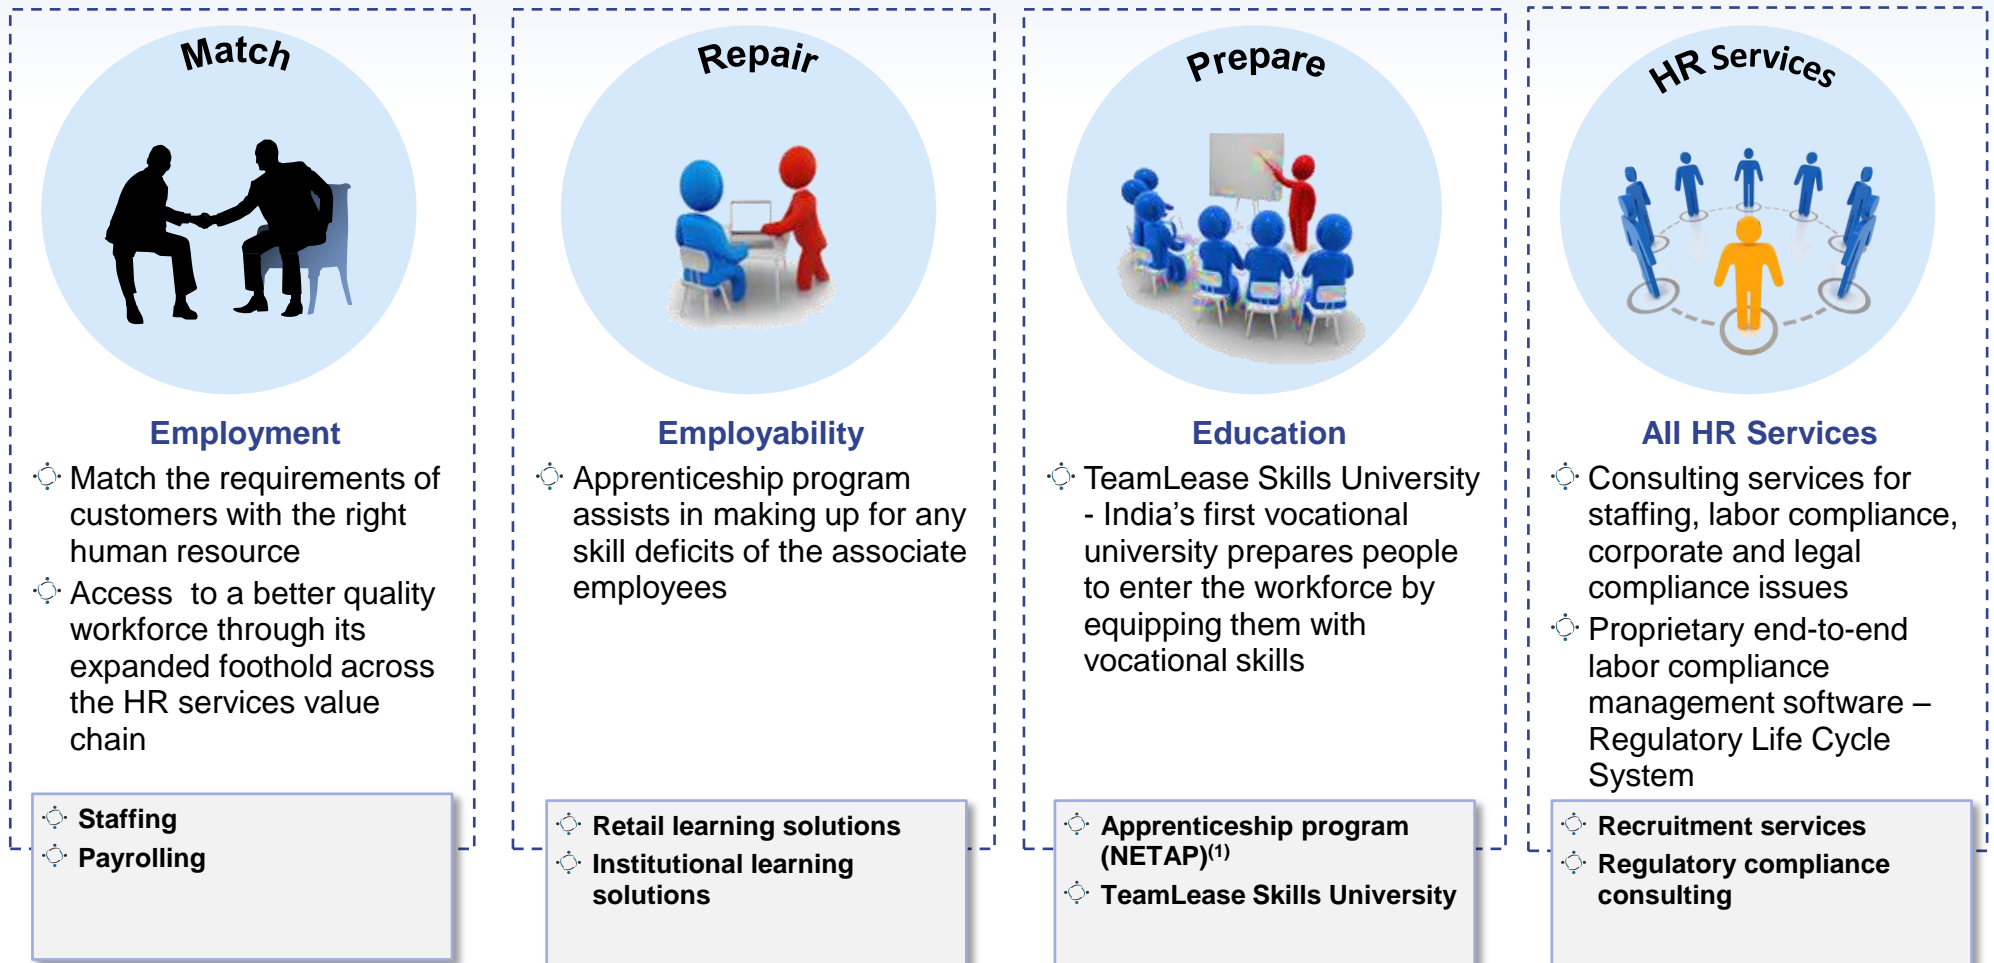 Match
Employment
Match the requirements of
customers with the right
human resource
Access  to a better quality
workforce through its
expanded foothold across
the HR services value
chain
Staffing
Payrolling
Repair
Employability
Apprenticeship program
assists in making up for any
skill deficits of the associate
employees
Retail learning solutions
Institutional learning
solutions
Prepare
Education
TeamLease Skills University
- India’s first vocational
university prepares people
to enter the workforce by
equipping them with
vocational skills
Apprenticeship program
(NETAP)(1)
TeamLease Skills University
HR Services
All HR Services
Consulting services for
staffing, labor compliance,
corporate and legal
compliance issues
Proprietary end-to-end
labor compliance
management software –
Regulatory Life Cycle
System
Recruitment services
Regulatory compliance
consulting